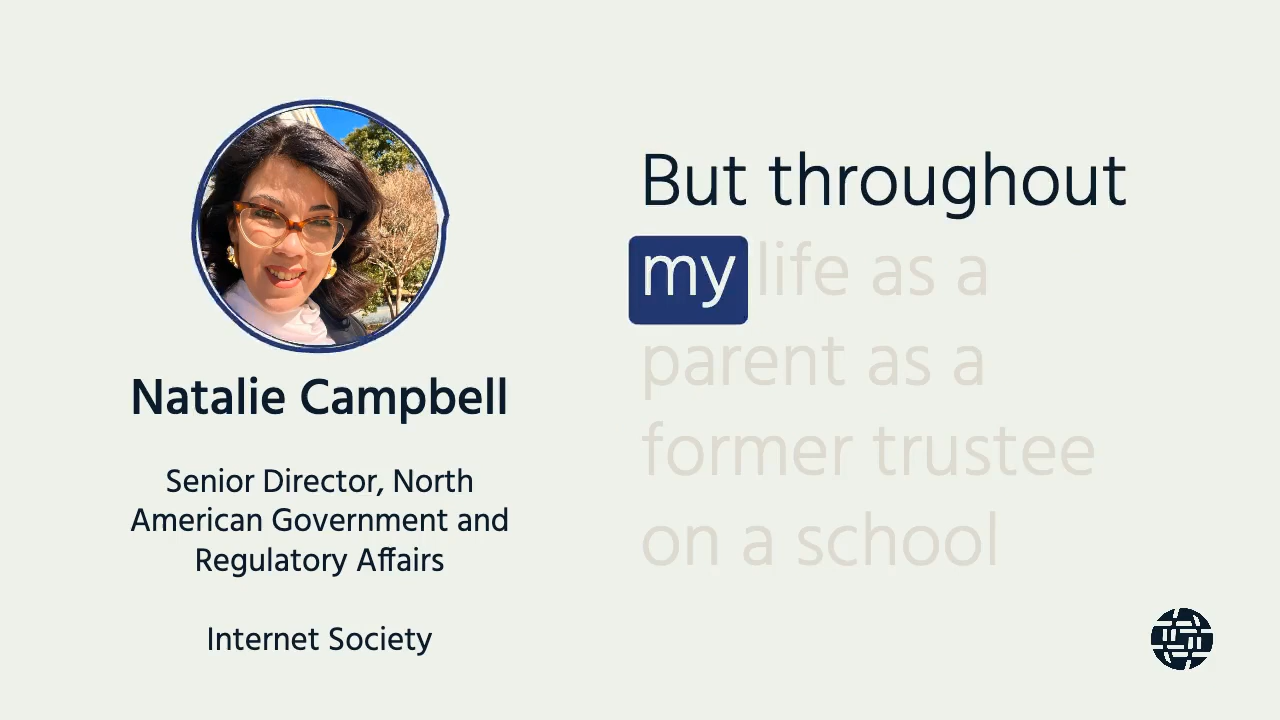 Natalie Campbell
Senior Director, North
American Government and
Regulatory Affairs
Internet Society
But throughout
my life as a
parent as a
former trustee
on a school